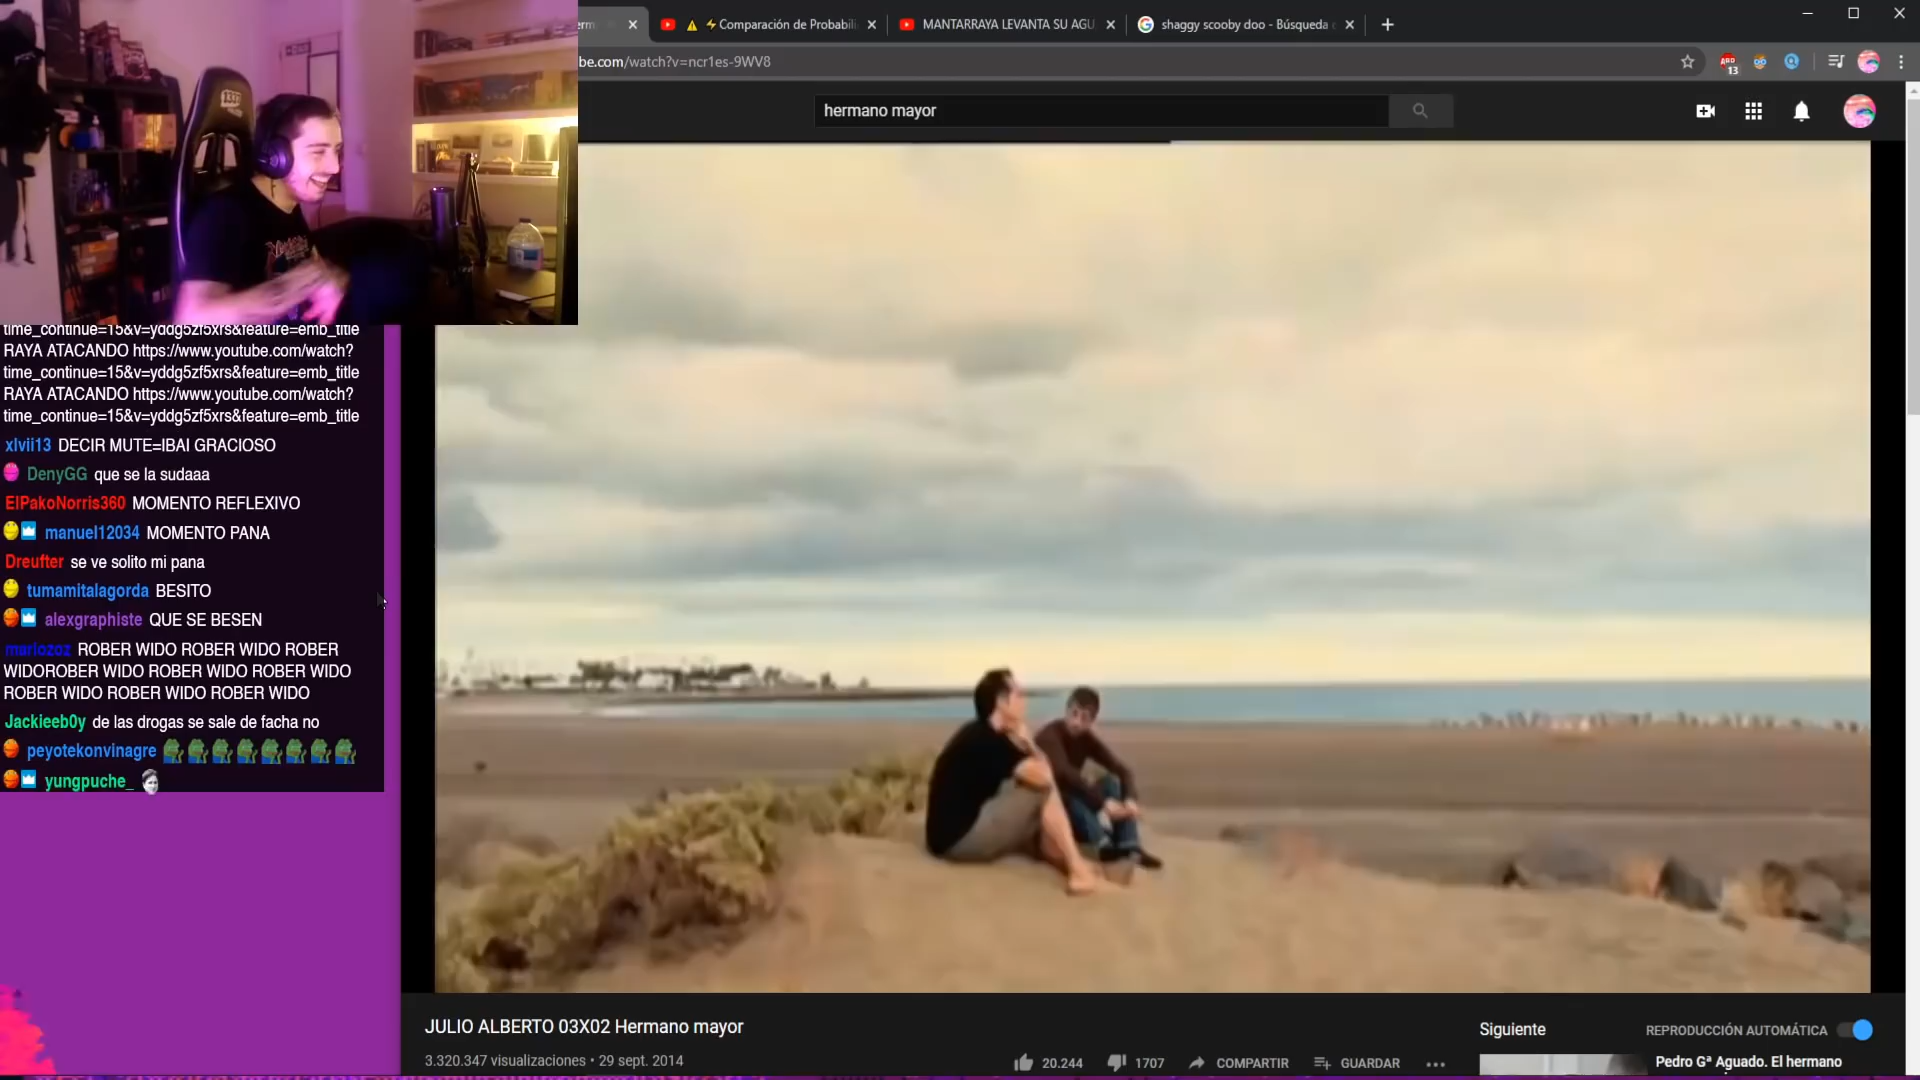 ⚡Comparación de Probabili
MANTARRAYA LEVANTA SU AGU
shaggy scooby doo - Búsqueda
be.com/watch?v=ncr1es-9WV8
13
hermano mayor
time_continue=15&v=yddg5zf5xrs&feature=emb_title
RAYA ATACANDO https://www.youtube.com/watch?
time_continue=15&v=yddg5zf5xrs&feature=emb_title
RAYA ATACANDO https://www.youtube.com/watch?
time_continue=15&v=yddg5zf5xrs&feature=emb_title
xlvii13 DECIR MUTE=IBAI GRACIOSO
DenyGG que se la sudaaa
ElPakoNorris360 MOMENTO REFLEXIVO
manuel12034 MOMENTO PANA
Dreufter se ve solito mi pana
tumamitalagorda BESITO
alexgraphiste QUE SE BESEN
mariozoz ROBER WIDO ROBER WIDO ROBER
WIDOROBER WIDO ROBER WIDO ROBER WIDO
ROBER WIDO ROBER WIDO ROBER WIDO
Jackieeb0y de las drogas se sale de facha no
peyotekonvinagre
yungpuche_
JULIO ALBERTO 03X02 Hermano mayor
3.320.347 visualizaciones • 29 sept. 2014
20.244
1707
COMPARTIR
GUARDAR
Siguiente
REPRODUCCIÓN AUTOMÁTICA
Pedro Gª Aguado. El hermano